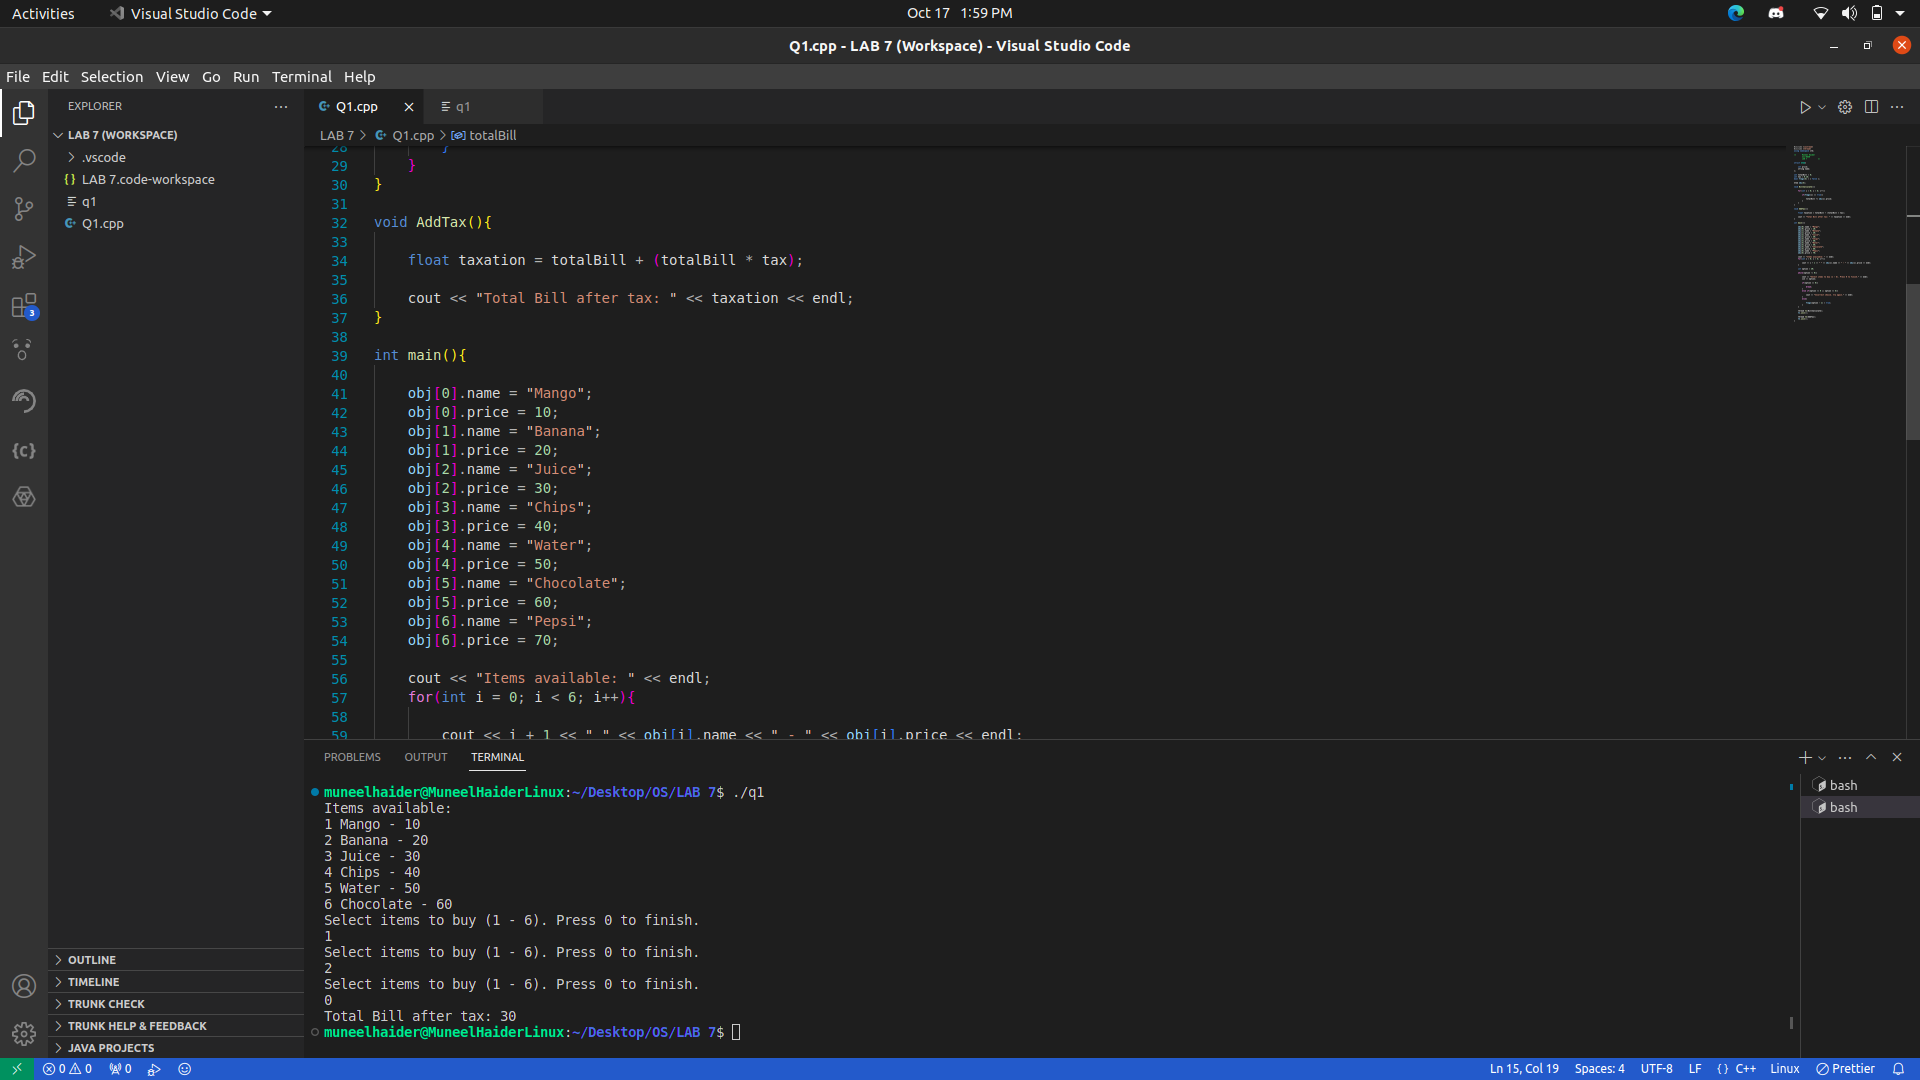 Activities
Visual Studio Code
Oct 17 1:59 PM
Q1.cpp - LAB 7 (Workspace) - Visual Studio Code
File Edit Selection View Go Run Terminal Help
EXPLORER
LAB 7 (WORKSPACE)
.vscode
LAB 7.code-workspace
q1
Q1.cpp
3
OUTLINE
TIMELINE
TRUNK CHECK
TRUNK HELP & FEEDBACK
JAVA PROJECTS
Q1.cpp
q1
LAB 7 > Q1.cpp > totalBill
28 }
29 }
30 }
31
32 void AddTax(){
33
34 float taxation = totalBill + (totalBill * tax);
35
36 cout << "Total Bill after tax: " << taxation << endl;
37 }
38
39 int main(){
40
41 obj[0].name = "Mango";
42 obj[0].price = 10;
43 obj[1].name = "Banana";
44 obj[1].price = 20;
45 obj[2].name = "Juice";
46 obj[2].price = 30;
47 obj[3].name = "Chips";
48 obj[3].price = 40;
49 obj[4].name = "Water";
50 obj[4].price = 50;
51 obj[5].name = "Chocolate";
52 obj[5].price = 60;
53 obj[6].name = "Pepsi";
54 obj[6].price = 70;
55
56 cout << "Items available: " << endl;
57 for(int i = 0; i < 6; i++){
58
59 cout << i + 1 << " " << obj[i].name << " - " << obj[i].price << endl;
PROBLEMS OUTPUT TERMINAL
muneelhaider@MuneelHaiderLinux:~/Desktop/OS/LAB 7$ ./q1
Items available:
1 Mango - 10
2 Banana - 20
3 Juice - 30
4 Chips - 40
5 Water - 50
6 Chocolate - 60
Select items to buy (1 - 6). Press 0 to finish.
1
Select items to buy (1 - 6). Press 0 to finish.
2
Select items to buy (1 - 6). Press 0 to finish.
0
Total Bill after tax: 30
muneelhaider@MuneelHaiderLinux:~/Desktop/OS/LAB 7$
bash
bash
0 0 0
Ln 15, Col 19 Spaces: 4 UTF-8 LF {} C++ Linux Prettier